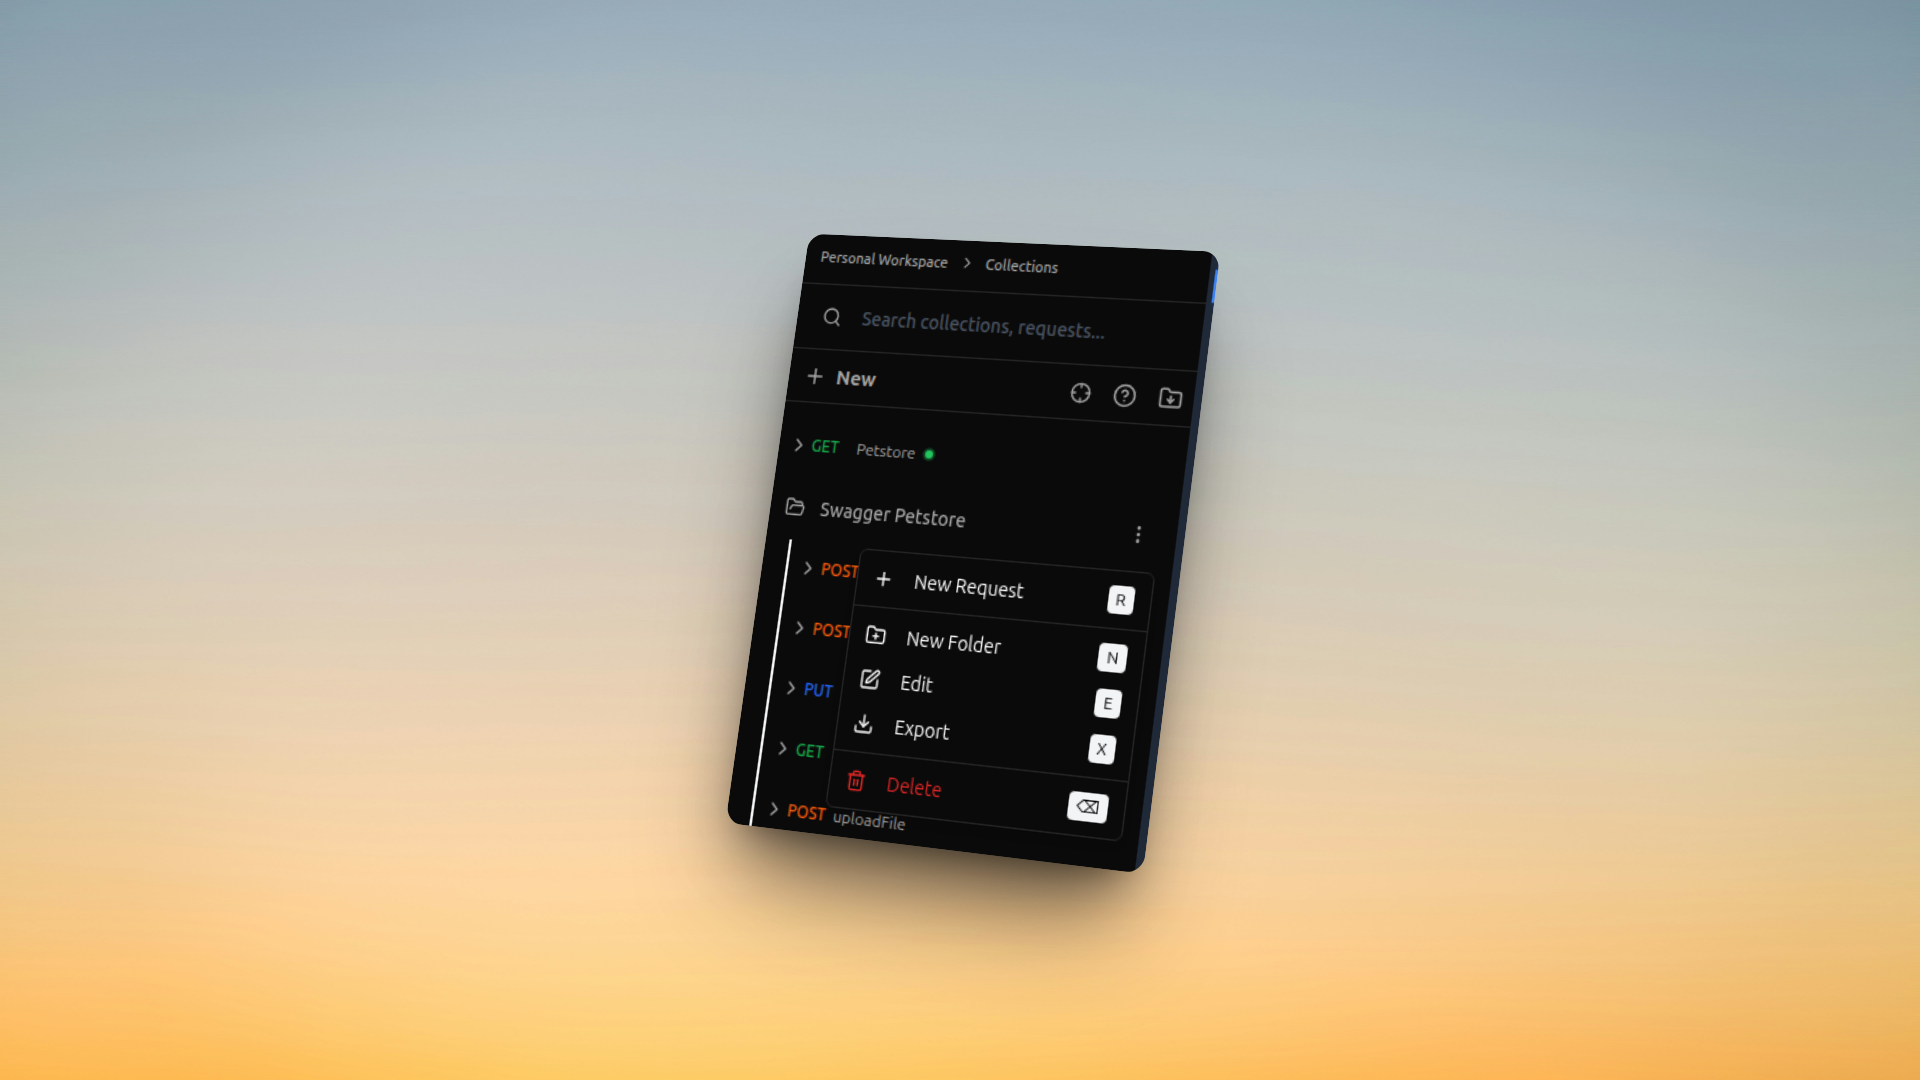 Personal Workspace > Collections
Search collections, requests...
New
GET Petstore
Swagger Petstore
POST
New Request R
POST
New Folder N
PUT
Edit E
GET
Export X
Delete ⌫
POST uploadFile